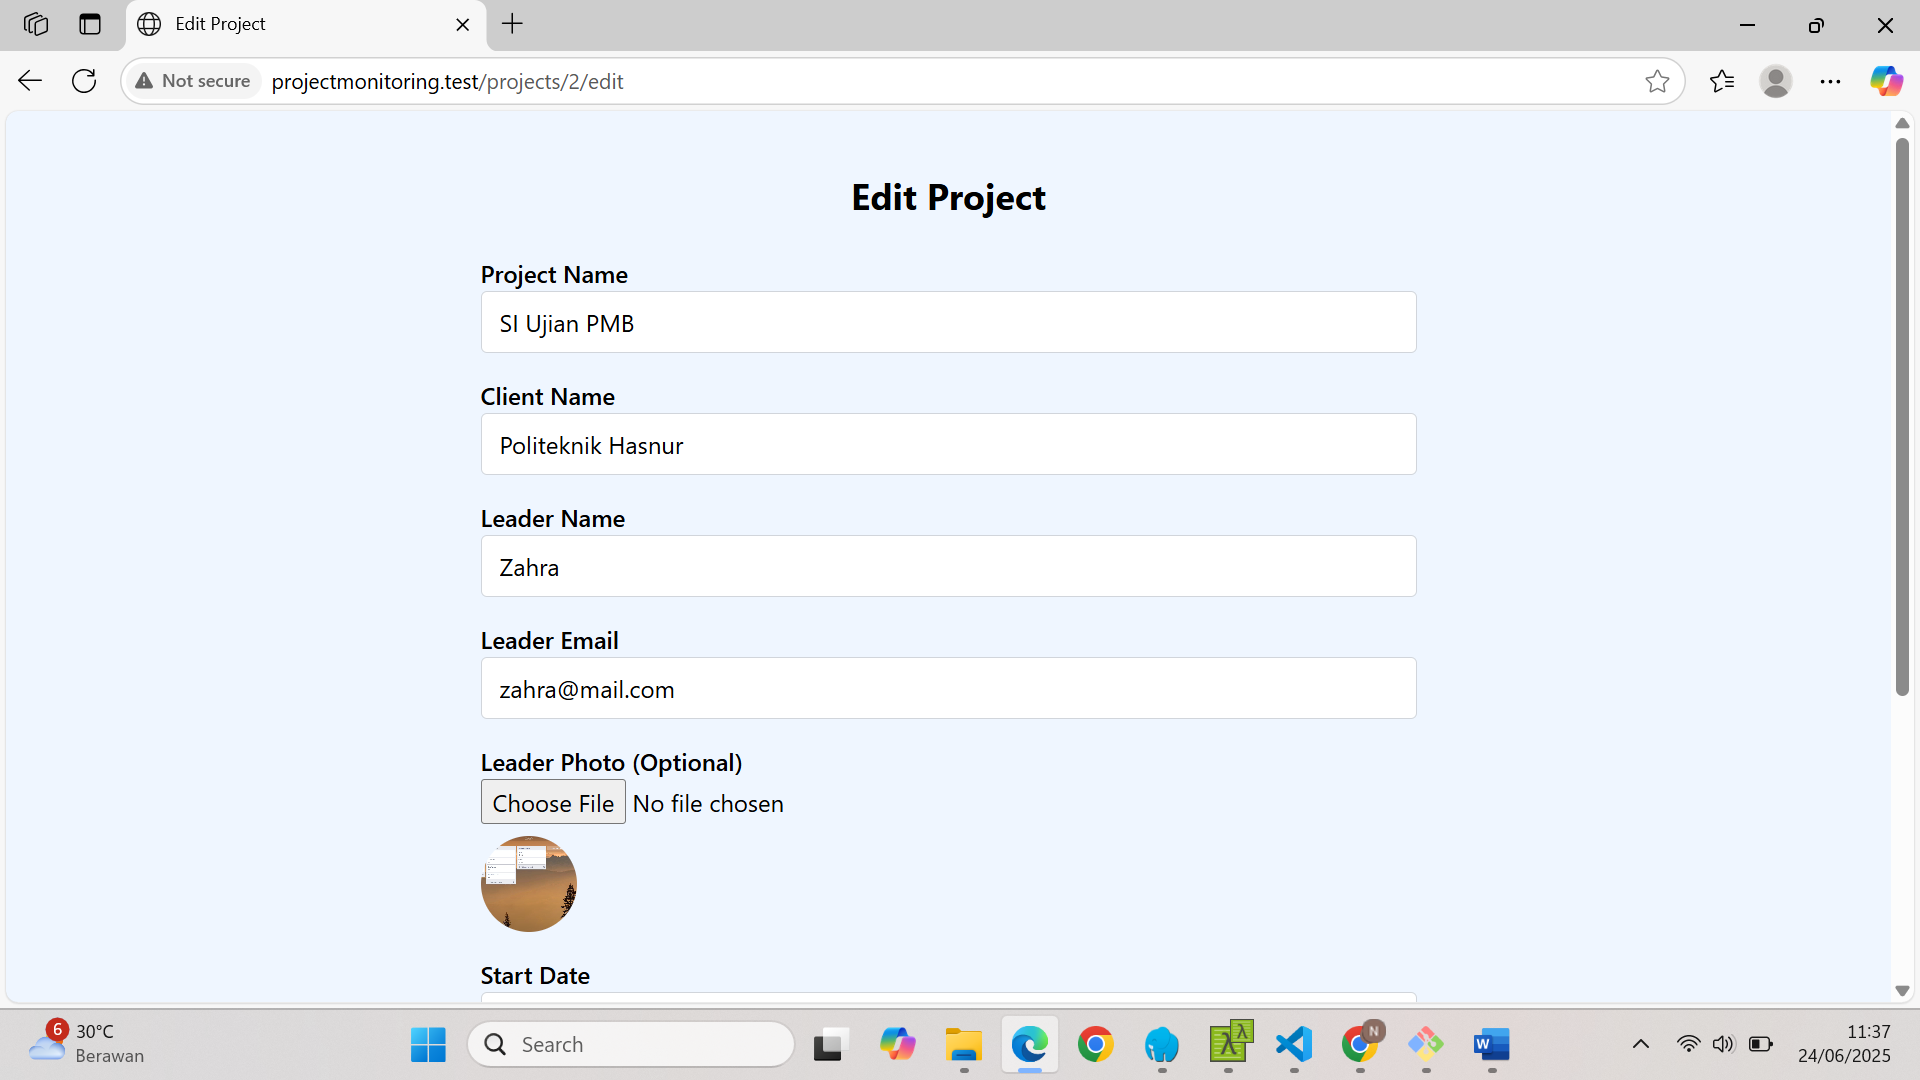 Edit Project
Not secure
projectmonitoring.test/projects/2/edit
Edit Project
Project Name
SI Ujian PMB
Client Name
Politeknik Hasnur
Leader Name
Zahra
Leader Email
zahra@mail.com
Leader Photo (Optional)
Choose File No file chosen
Start Date
6
30°C
Berawan
Search
N
11:37
24/06/2025